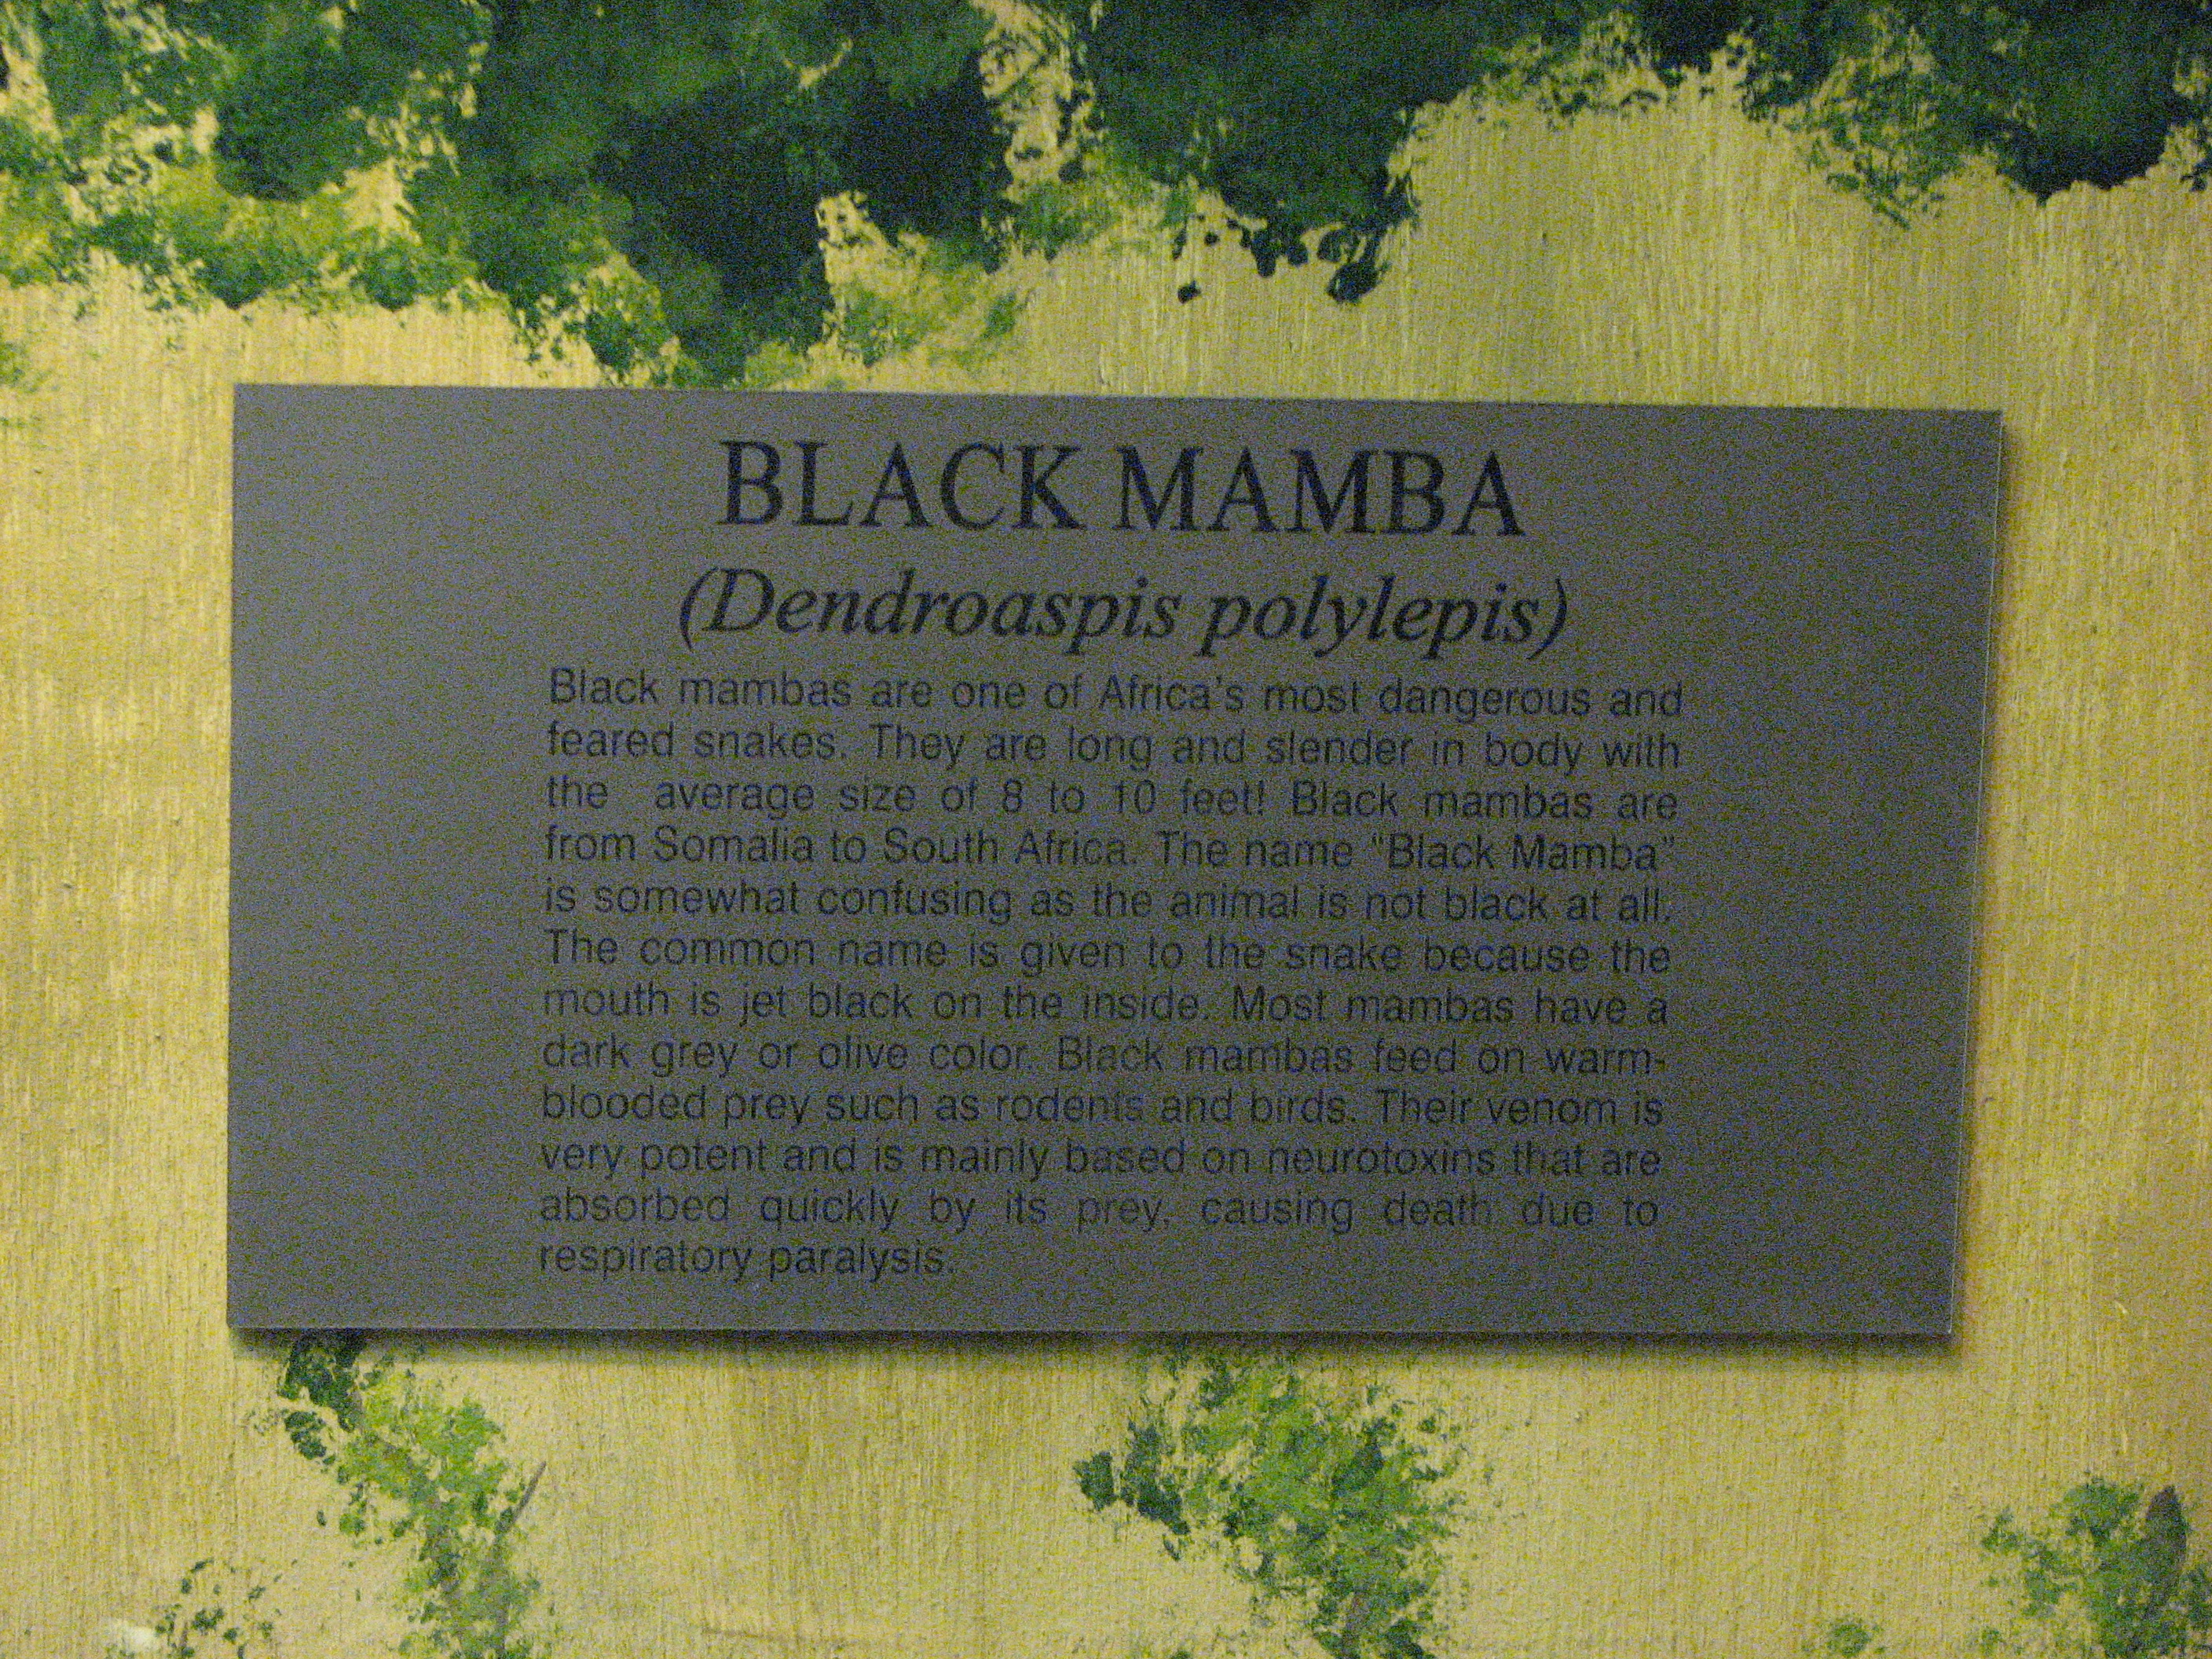 BLACK MAMBA
(Dendroaspis polylepis)
Black mambas are one of Africa's most dangerous and
feared snakes. They are long and slender in body with
the average size of 8 to 10 feet! Black mambas are
from Somalia to South Africa. The name "Black Mamba"
is somewhat confusing as the animal is not black at all.
The common name is given to the snake because the
mouth is jet black on the inside. Most mambas have a
dark grey or olive color. Black mambas feed on warm-
blooded prey such as rodents and birds. Their venom is
very potent and is mainly based on neurotoxins that are
absorbed quickly by its prey, causing death due to
respiratory paralysis.